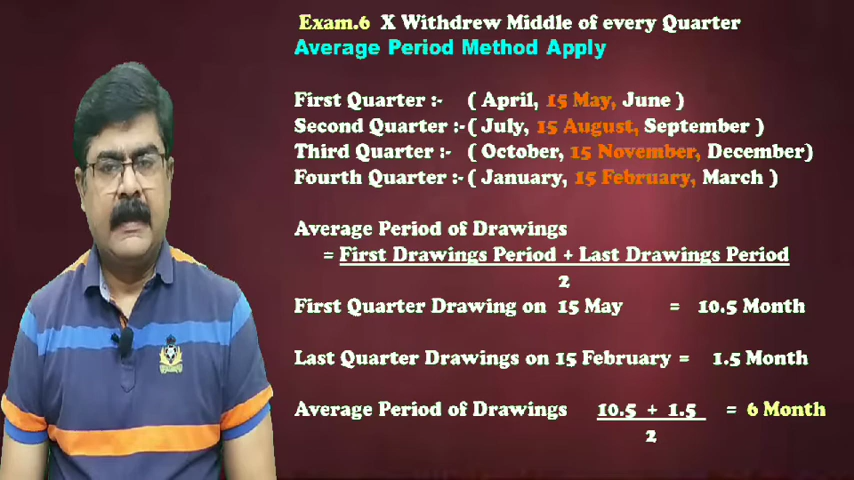 Exam.6 X Withdrew Middle of every Quarter
Average Period Method Apply
First Quarter :- ( April, 15 May, June )
Second Quarter :- ( July, 15 August, September )
Third Quarter :- ( October, 15 November, December)
Fourth Quarter :- ( January, 15 February, March )
Average Period of Drawings
= First Drawings Period + Last Drawings Period
2
First Quarter Drawing on 15 May = 10.5 Month
Last Quarter Drawings on 15 February = 1.5 Month
Average Period of Drawings 10.5 + 1.5 = 6 Month
2